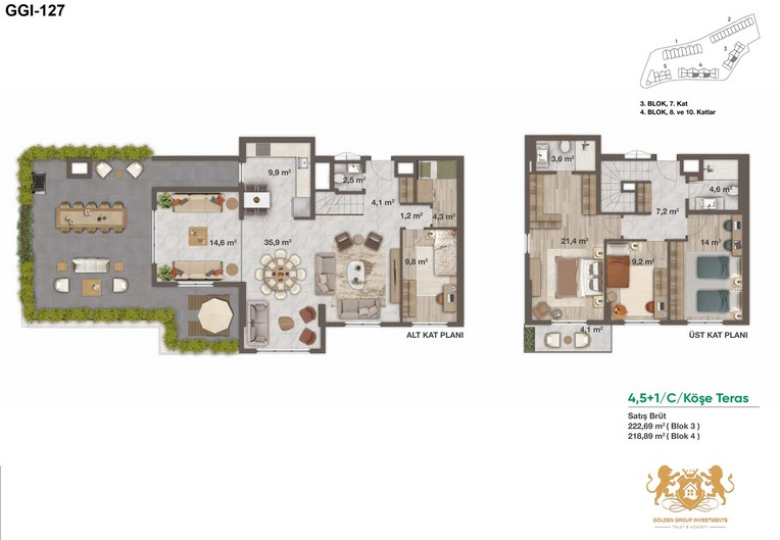 GGI-127
1
2
3
4
5
3. BLOK, 7. Kat
4. BLOK, 8. ve 10. Katlar
9,9 m²
2,5 m²
4,1 m²
1,2 m²
4,3 m²
14,6 m²
35,9 m²
9,8 m²
ALT KAT PLANI
3,6 m²
4,6 m²
7,2 m²
21,4 m²
9,2 m²
14 m²
4,1 m²
ÜST KAT PLANI
4,5+1/C/Köşe Teras
Satış Brüt
222,69 m² ( Blok 3 )
218,89 m² ( Blok 4 )
GOLDEN GROUP INVESTMENTS
TRUST & HONESTY